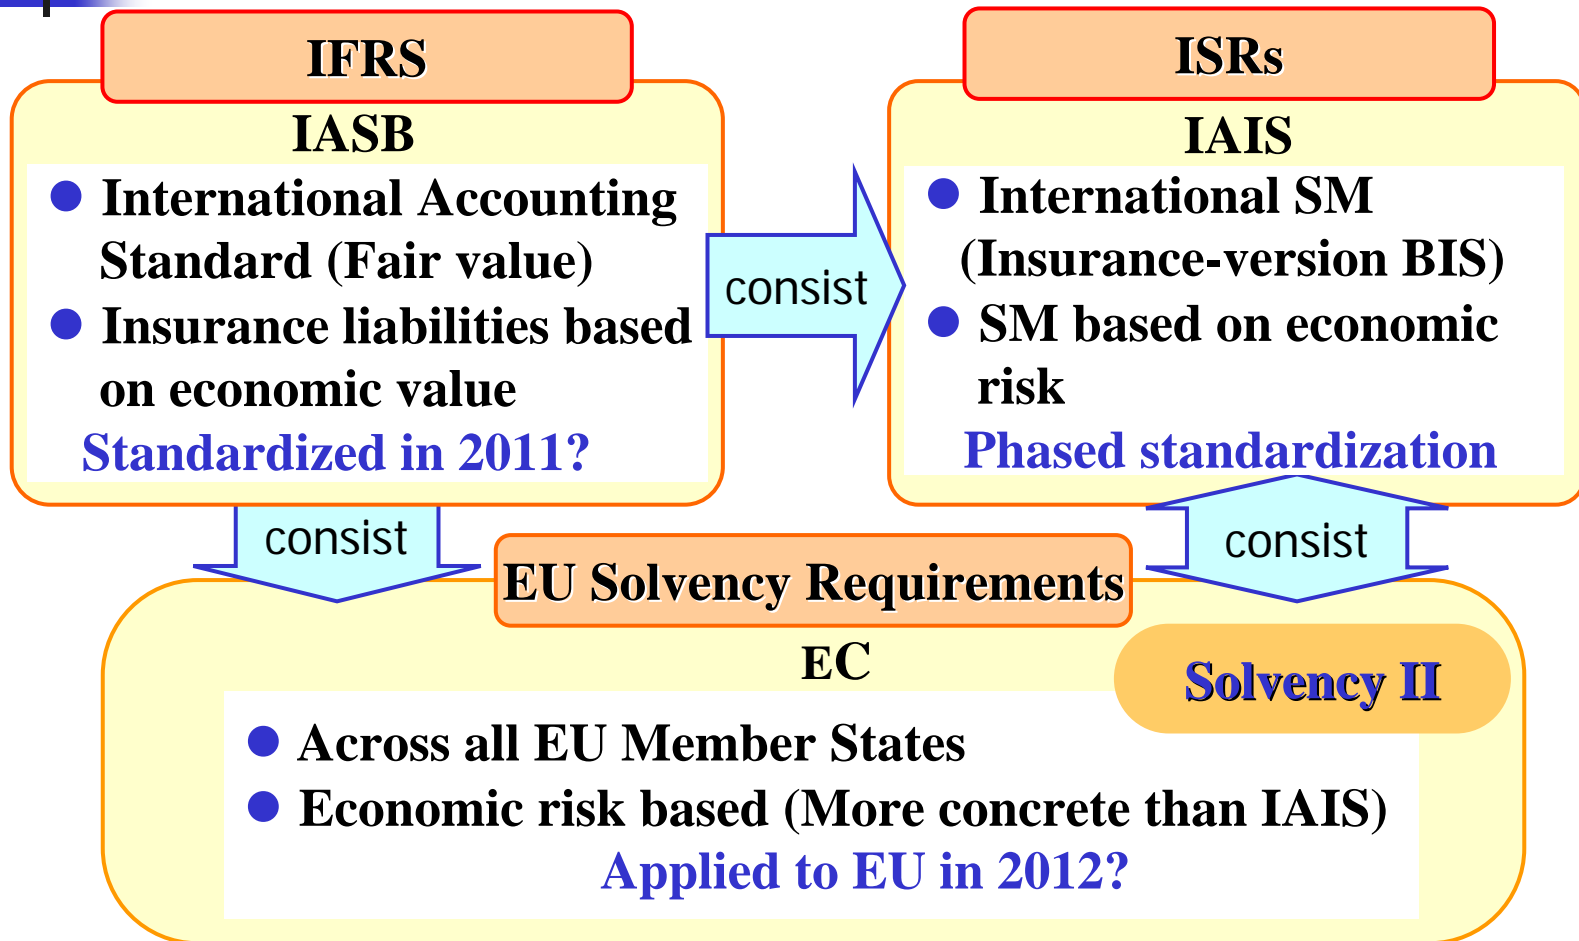 IFRS
IASB
● International Accounting
Standard (Fair value)
● Insurance liabilities based
on economic value
Standardized in 2011?
consist
ISRs
IAIS
● International SM
(Insurance-version BIS)
● SM based on economic
risk
Phased standardization
consist
consist
EU Solvency Requirements
EC
Solvency II
● Across all EU Member States
● Economic risk based (More concrete than IAIS)
Applied to EU in 2012?